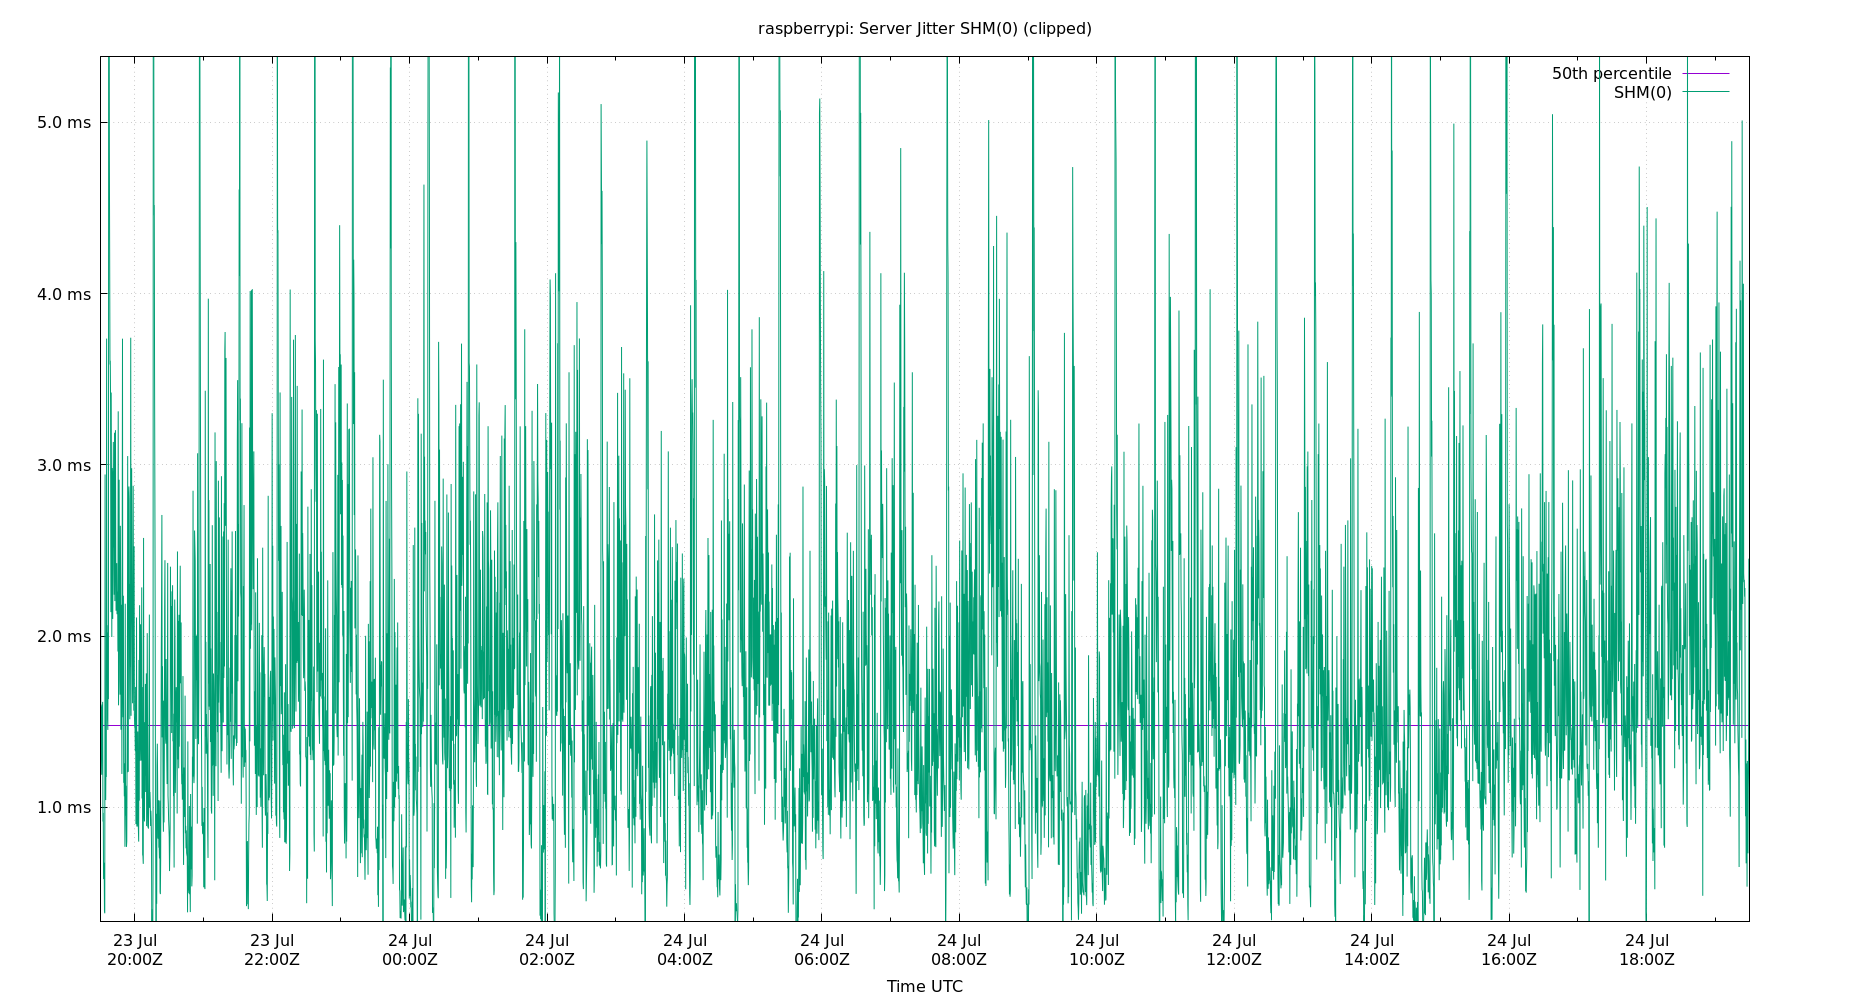 raspberrypi: Server Jitter SHM(0) (clipped)
50th percentile
SHM(0)
5.0 ms
4.0 ms
3.0 ms
2.0 ms
1.0 ms
23 Jul 23 Jul 24 Jul 24 Jul 24 Jul 24 Jul 24 Jul 24 Jul 24 Jul 24 Jul 24 Jul 24 Jul
20:00Z 22:00Z 00:00Z 02:00Z 04:00Z 06:00Z 08:00Z 10:00Z 12:00Z 14:00Z 16:00Z 18:00Z
Time UTC